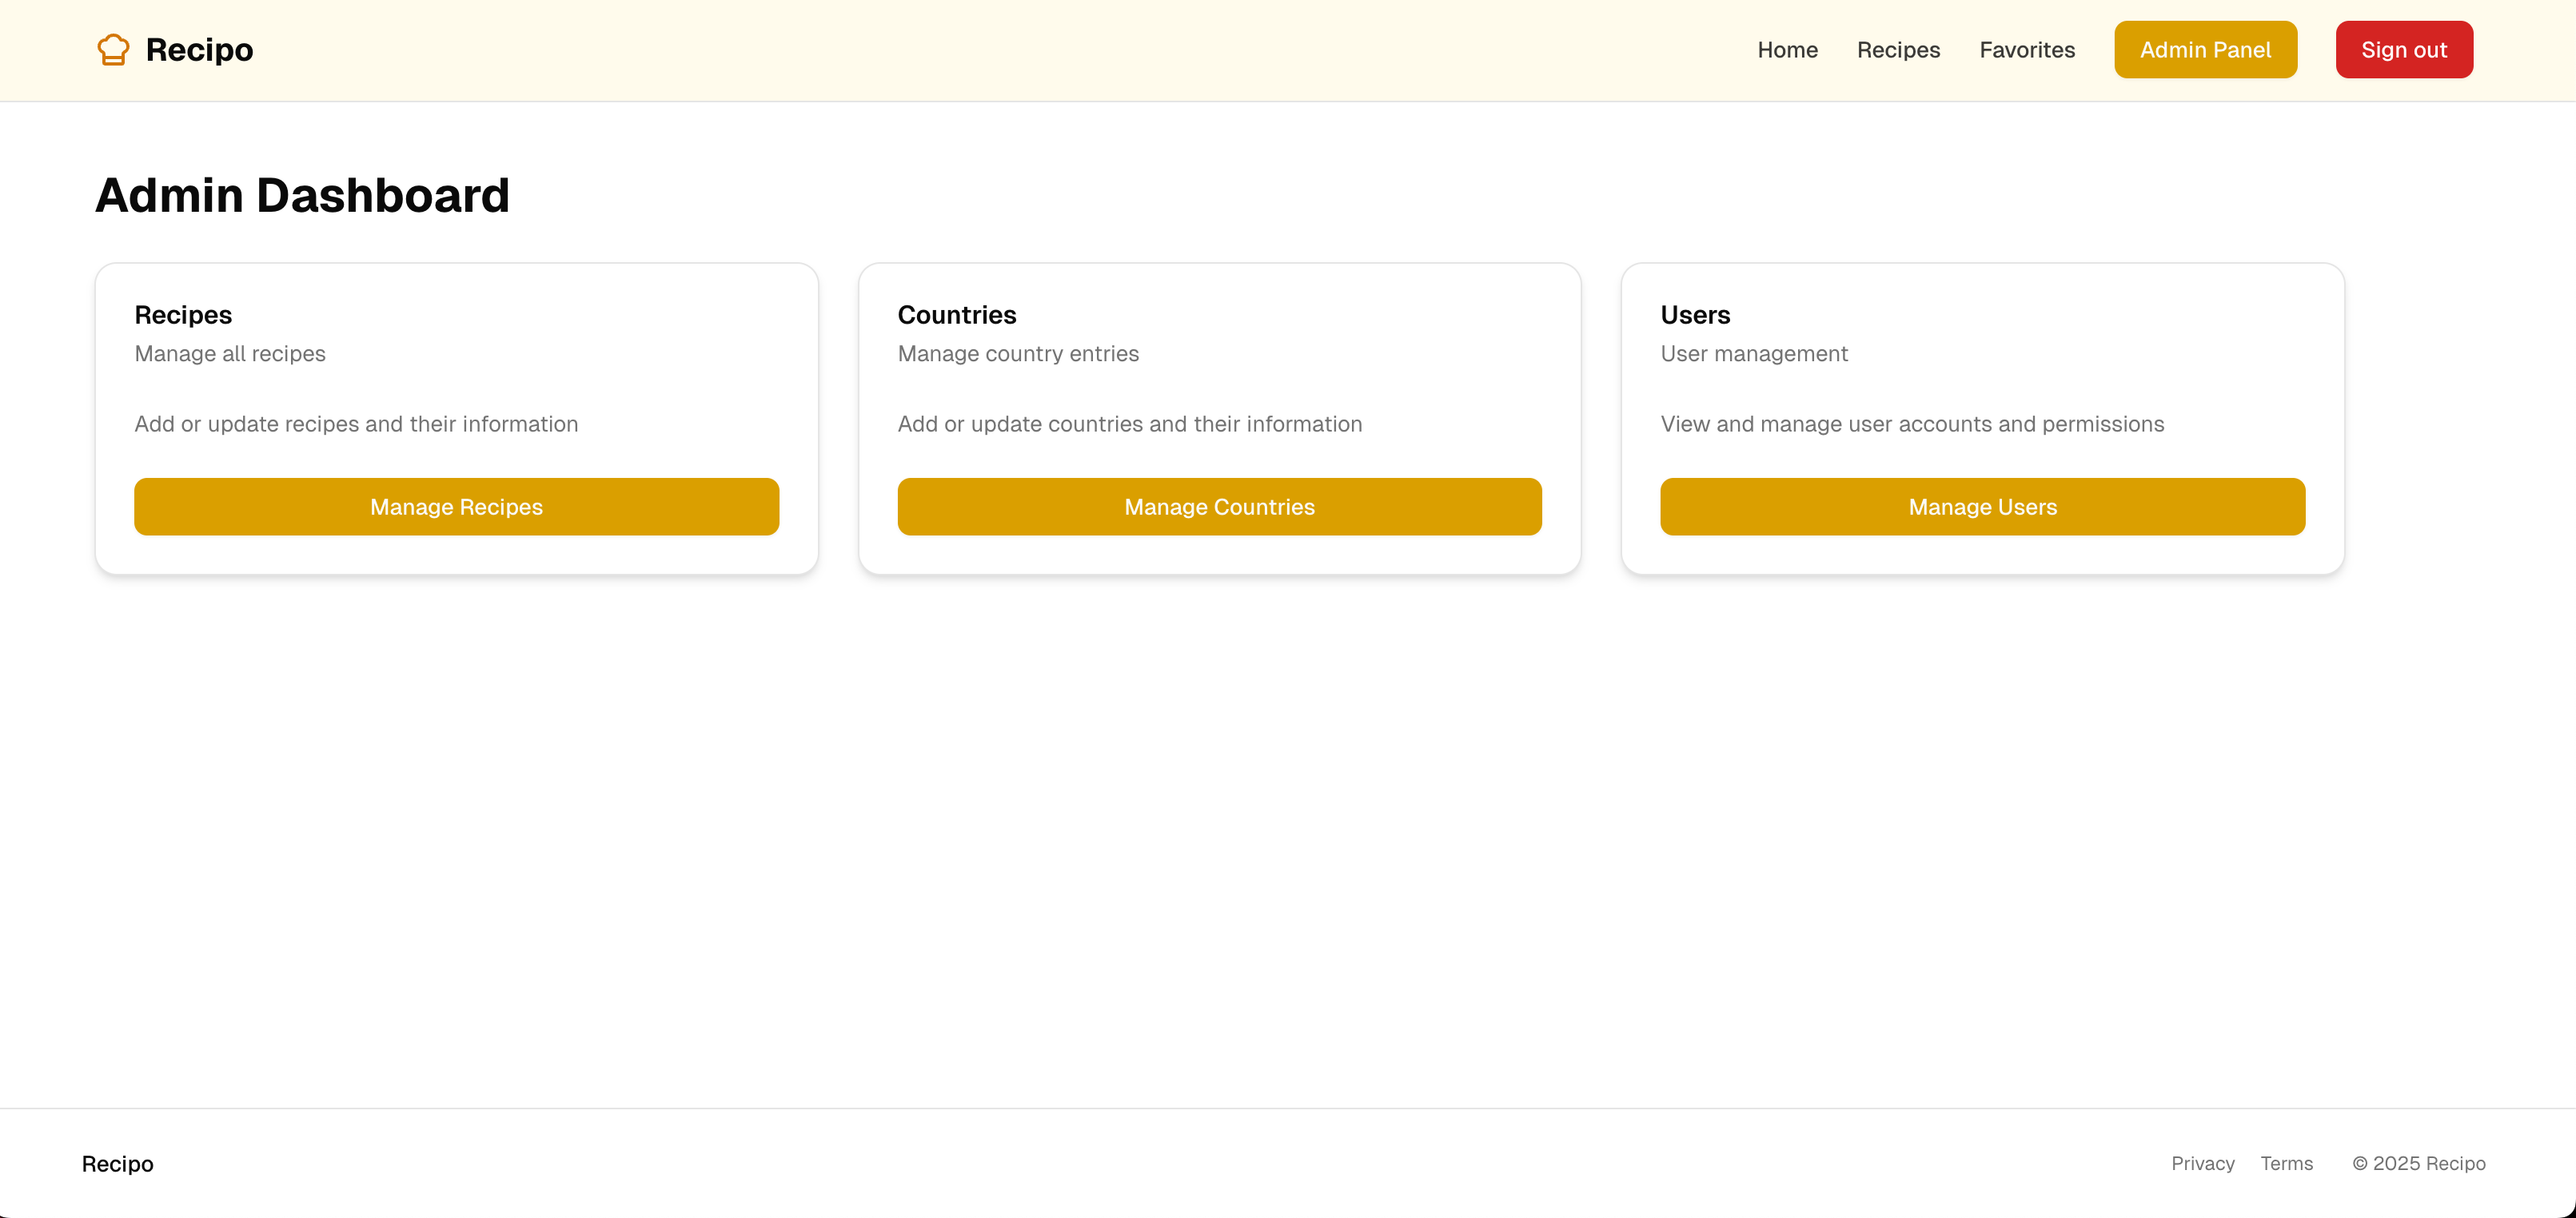 Recipo
Home Recipes Favorites Admin Panel Sign out
Admin Dashboard
Recipes
Manage all recipes
Add or update recipes and their information
Manage Recipes
Countries
Manage country entries
Add or update countries and their information
Manage Countries
Users
User management
View and manage user accounts and permissions
Manage Users
Recipo
Privacy Terms © 2025 Recipo